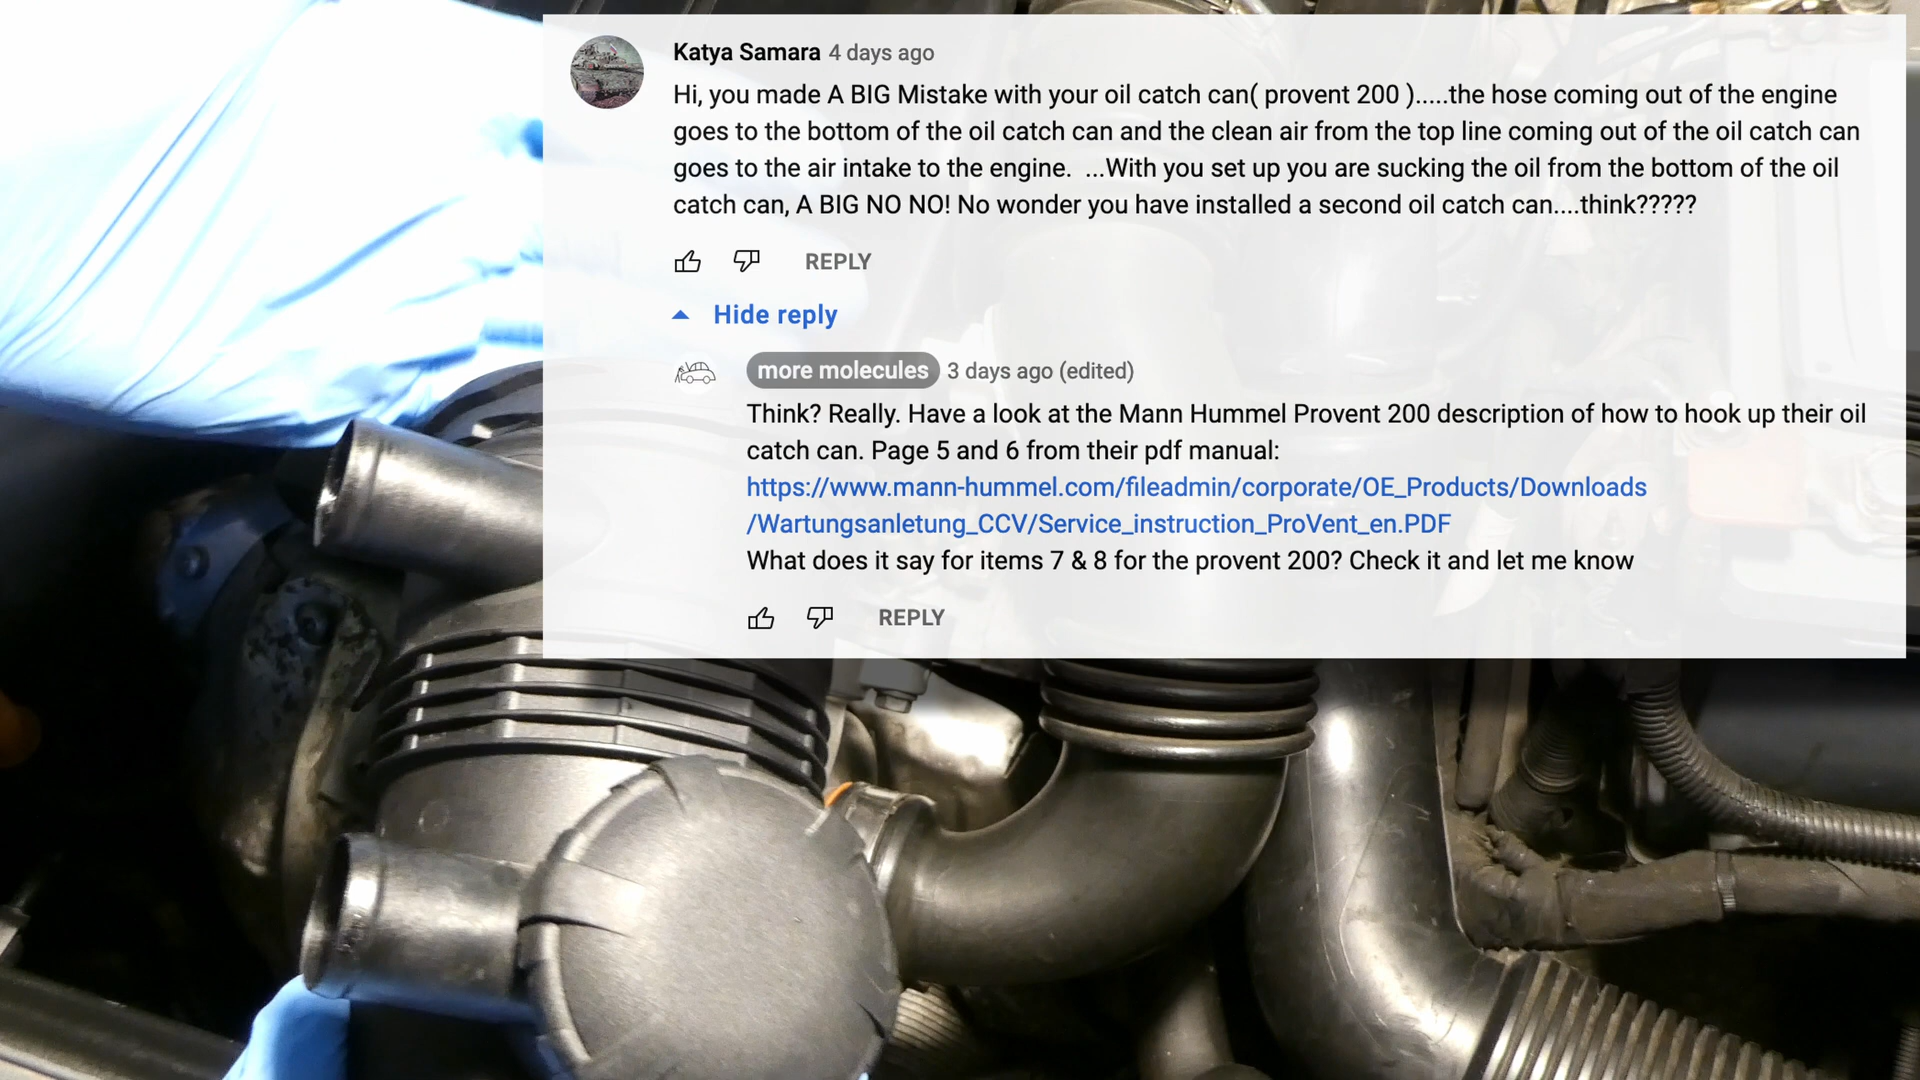 Katya Samara 4 days ago
Hi, you made A BIG Mistake with your oil catch can( provent 200 ).....the hose coming out of the engine
goes to the bottom of the oil catch can and the clean air from the top line coming out of the oil catch can
goes to the air intake to the engine.  ...With you set up you are sucking the oil from the bottom of the oil
catch can, A BIG NO NO! No wonder you have installed a second oil catch can....think?????
REPLY
Hide reply
more molecules 3 days ago (edited)
Think? Really. Have a look at the Mann Hummel Provent 200 description of how to hook up their oil
catch can. Page 5 and 6 from their pdf manual:
https://www.mann-hummel.com/fileadmin/corporate/OE_Products/Downloads
/Wartungsanletung_CCV/Service_instruction_ProVent_en.PDF
What does it say for items 7 & 8 for the provent 200? Check it and let me know
REPLY